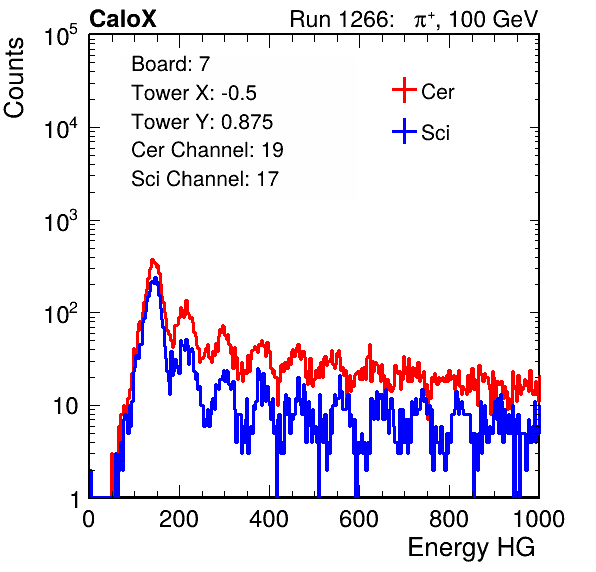 CaloX Run 1266: π⁺, 100 GeV
Counts
10⁵
10⁴
10³
10²
10
1
Board: 7
Tower X: -0.5
Tower Y: 0.875
Cer Channel: 19
Sci Channel: 17
Cer
Sci
0 200 400 600 800 1000
Energy HG